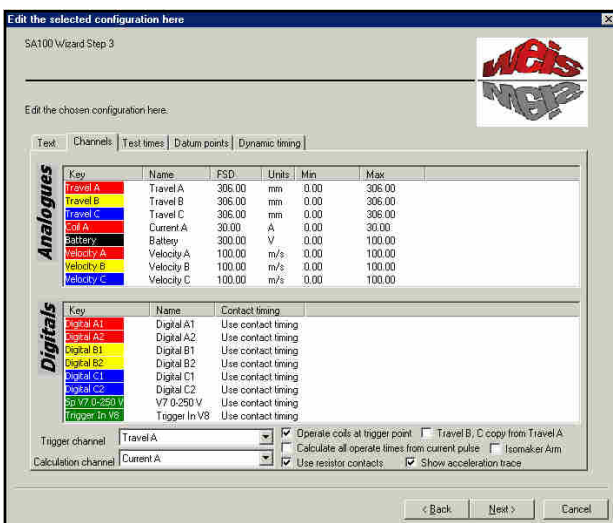 Edit the selected configuration here
SA100 Wizard Step 3
weis
Edit the chosen configuration here.
Text Channels Test times Datum points Dynamic timing
Analogues
Key Name FSD Units Min Max
Travel A Travel A 306.00 mm 0.00 306.00
Travel B Travel B 306.00 mm 0.00 306.00
Travel C Travel C 306.00 mm 0.00 306.00
Coil A Current A 30.00 A 0.00 30.00
Battery Battery 300.00 V 0.00 100.00
Velocity A Velocity A 100.00 m/s 0.00 100.00
Velocity B Velocity B 100.00 m/s 0.00 100.00
Velocity C Velocity C 100.00 m/s 0.00 100.00
Digitals
Key Name Contact timing
Digital A1 Digital A1 Use contact timing
Digital A2 Digital A2 Use contact timing
Digital B1 Digital B1 Use contact timing
Digital B2 Digital B2 Use contact timing
Digital C1 Digital C1 Use contact timing
Digital C2 Digital C2 Use contact timing
Sp V7 0-250 V V7 0-250 V Use contact timing
Trigger In V8 Trigger In V8 Use contact timing
Trigger channel Travel A Operate coils at trigger point Travel B, C copy from Travel A
Calculate all operate times from current pulse Isomaker Arm
Calculation channel Current A Use resistor contacts Show acceleration trace
< Back Next > Cancel